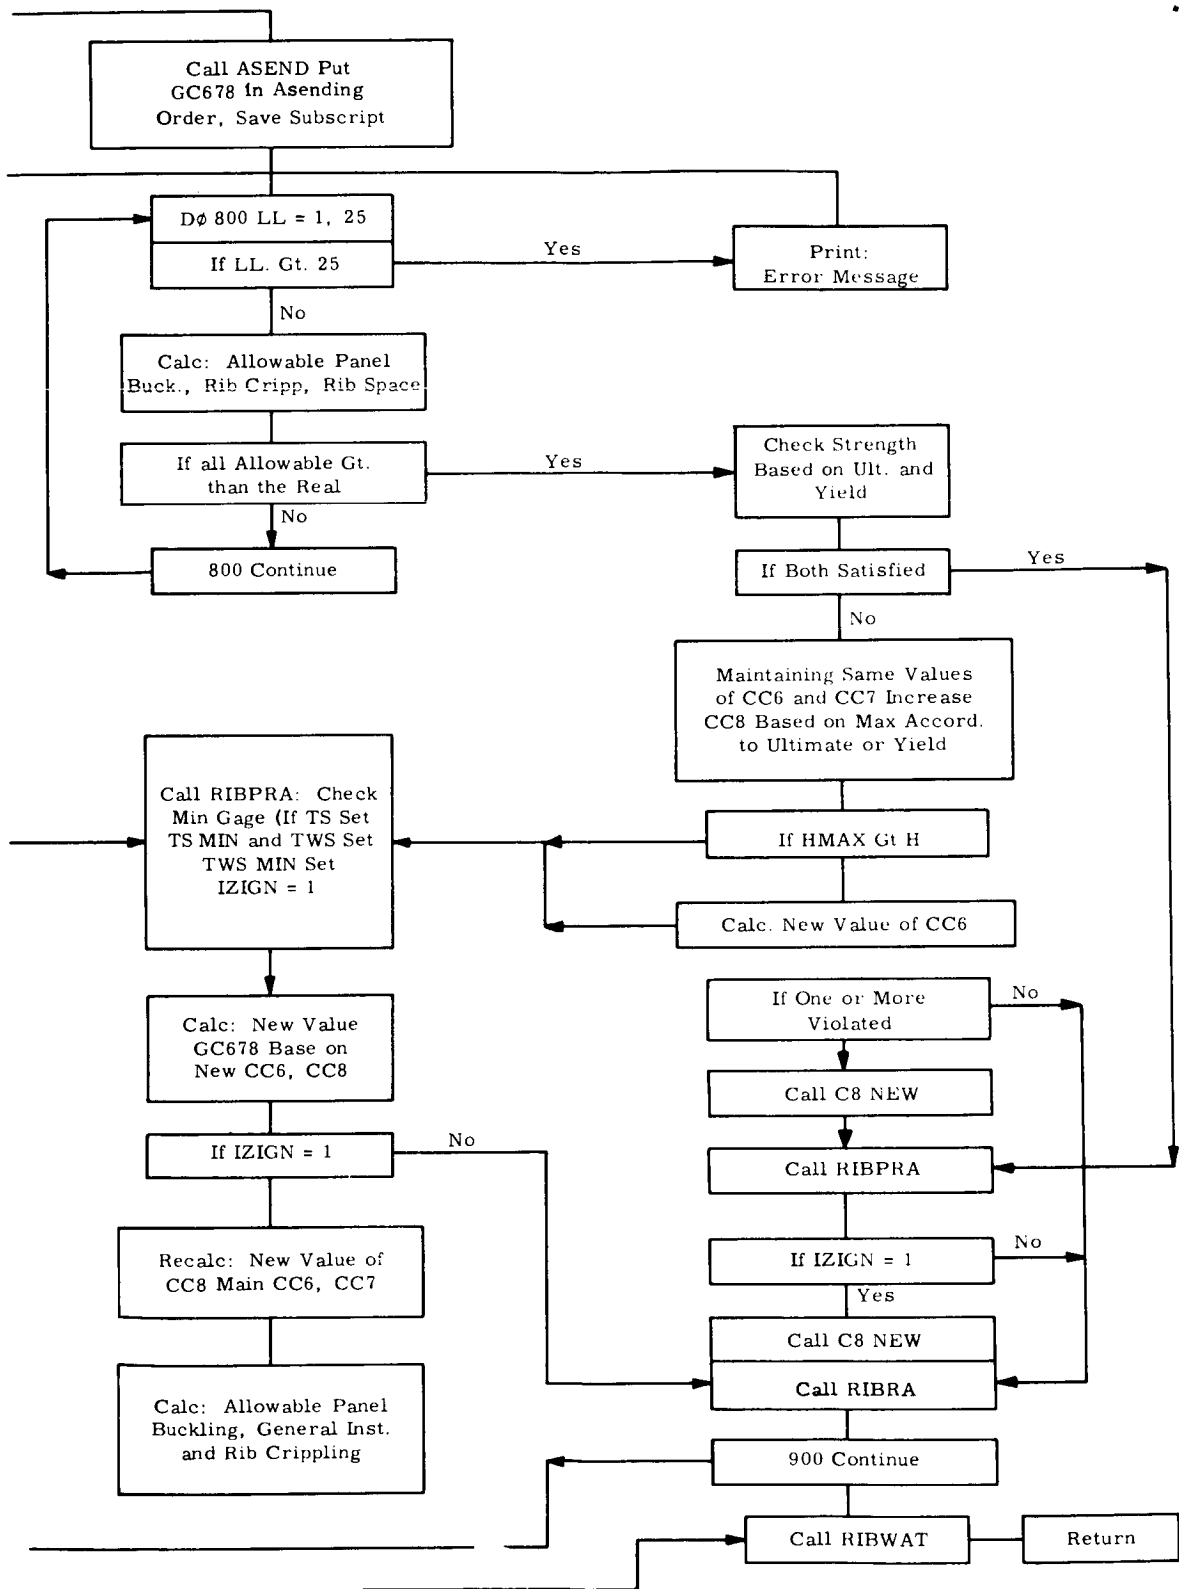 Call ASEND Put
GC678 in Asending
Order, Save Subscript
DØ 800 LL = 1, 25
If LL. Gt. 25
Yes
Print:
Error Message
No
Calc: Allowable Panel
Buck., Rib Cripp, Rib Space
If all Allowable Gt.
than the Real
Yes
Check Strength
Based on Ult. and
Yield
No
800 Continue
If Both Satisfied
Yes
No
Maintaining Same Values
of CC6 and CC7 Increase
CC8 Based on Max Accord.
to Ultimate or Yield
Call RIBPRA: Check
Min Gage (If TS Set
TS MIN and TWS Set
TWS MIN Set
IZIGN = 1
If HMAX Gt H
Calc. New Value of CC6
If One or More
Violated
No
Calc: New Value
GC678 Base on
New CC6, CC8
Call C8 NEW
If IZIGN = 1
No
Call RIBPRA
Recalc: New Value of
CC8 Main CC6, CC7
If IZIGN = 1
No
Yes
Call C8 NEW
Call RIBRA
Calc: Allowable Panel
Buckling, General Inst.
and Rib Crippling
900 Continue
Call RIBWAT
Return